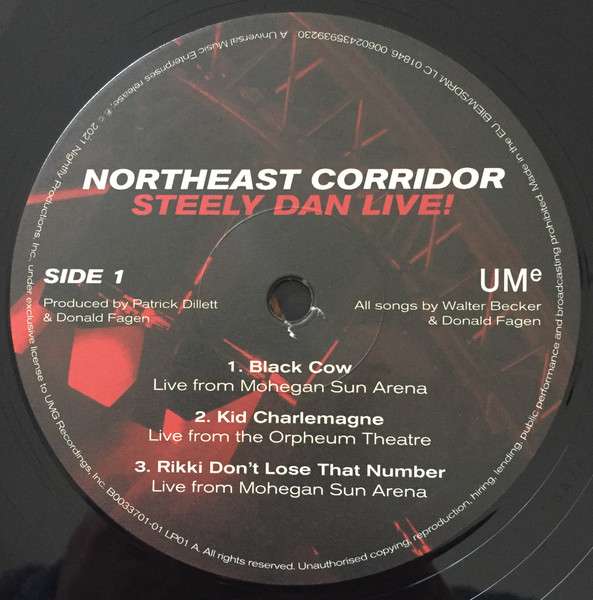 NORTHEAST CORRIDOR
STEELY DAN LIVE!
SIDE 1
Produced by Patrick Dillett
& Donald Fagen
UMe
All songs by Walter Becker
& Donald Fagen
1. Black Cow
Live from Mohegan Sun Arena
2. Kid Charlemagne
Live from the Orpheum Theatre
3. Rikki Don't Lose That Number
Live from Mohegan Sun Arena
℗ © 2021 Nightly Productions, Inc., under exclusive license to UMG Recordings, Inc. B0033701-01 LP01 A. All rights reserved. Unauthorised copying, reproduction, hiring, lending, public performance and broadcasting prohibited. Made in the EU. BIEM/SDRM. LC 01846. 00602435939230 A Universal Music Enterprises release;